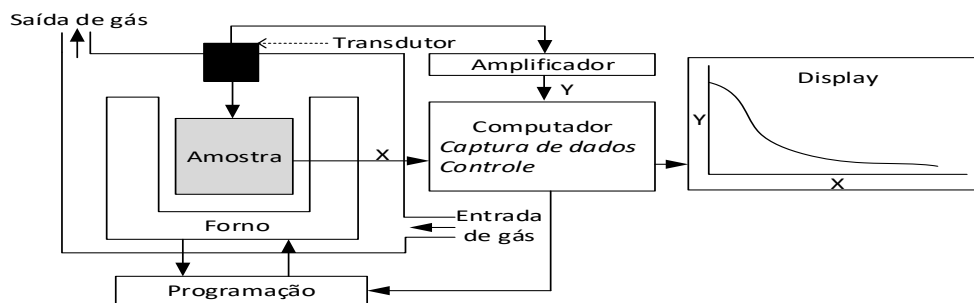 Saída de gás
Transdutor
Amplificador
Y
Display
Computador
Captura de dados
Controle
Y
Amostra
X
X
Forno
Entrada
de gás
Programação